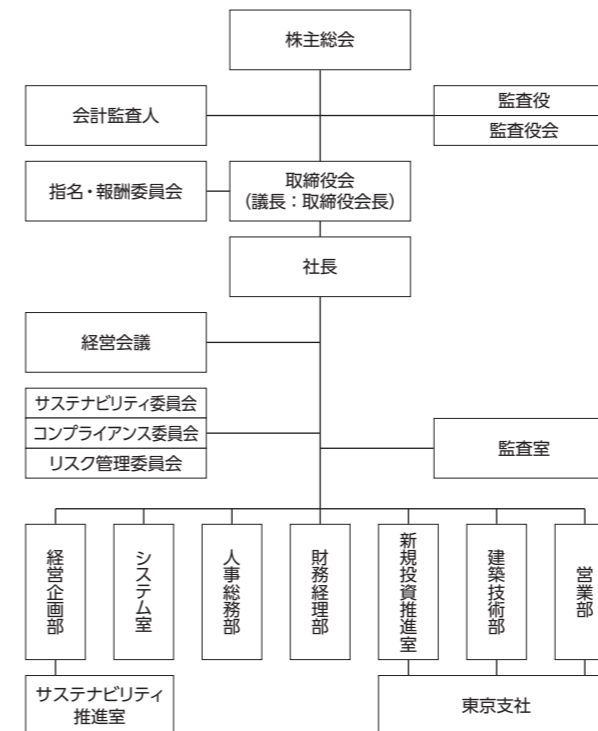 株主総会
会計監査人
監査役
監査役会
指名・報酬委員会
取締役会
（議長：取締役会長）
社長
経営会議
サステナビリティ委員会
コンプライアンス委員会
リスク管理委員会
監査室
経営企画部
システム室
人事総務部
財務経理部
新規投資推進室
建築技術部
営業部
サステナビリティ
推進室
東京支社